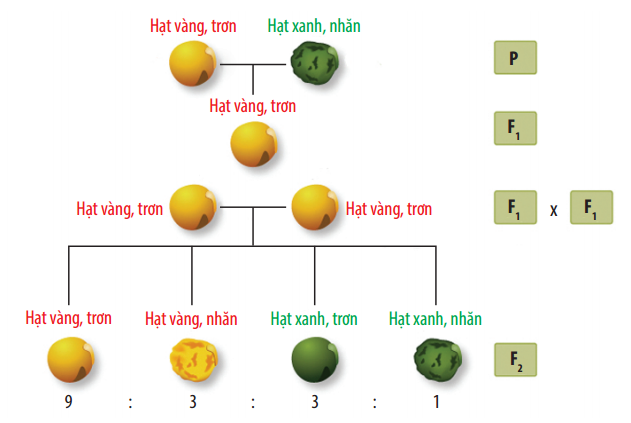 Hạt vàng, trơn Hạt xanh, nhăn
P
Hạt vàng, trơn
F1
Hạt vàng, trơn Hạt vàng, trơn
F1 x F1
Hạt vàng, trơn Hạt vàng, nhăn Hạt xanh, trơn Hạt xanh, nhăn
F2
9 : 3 : 3 : 1